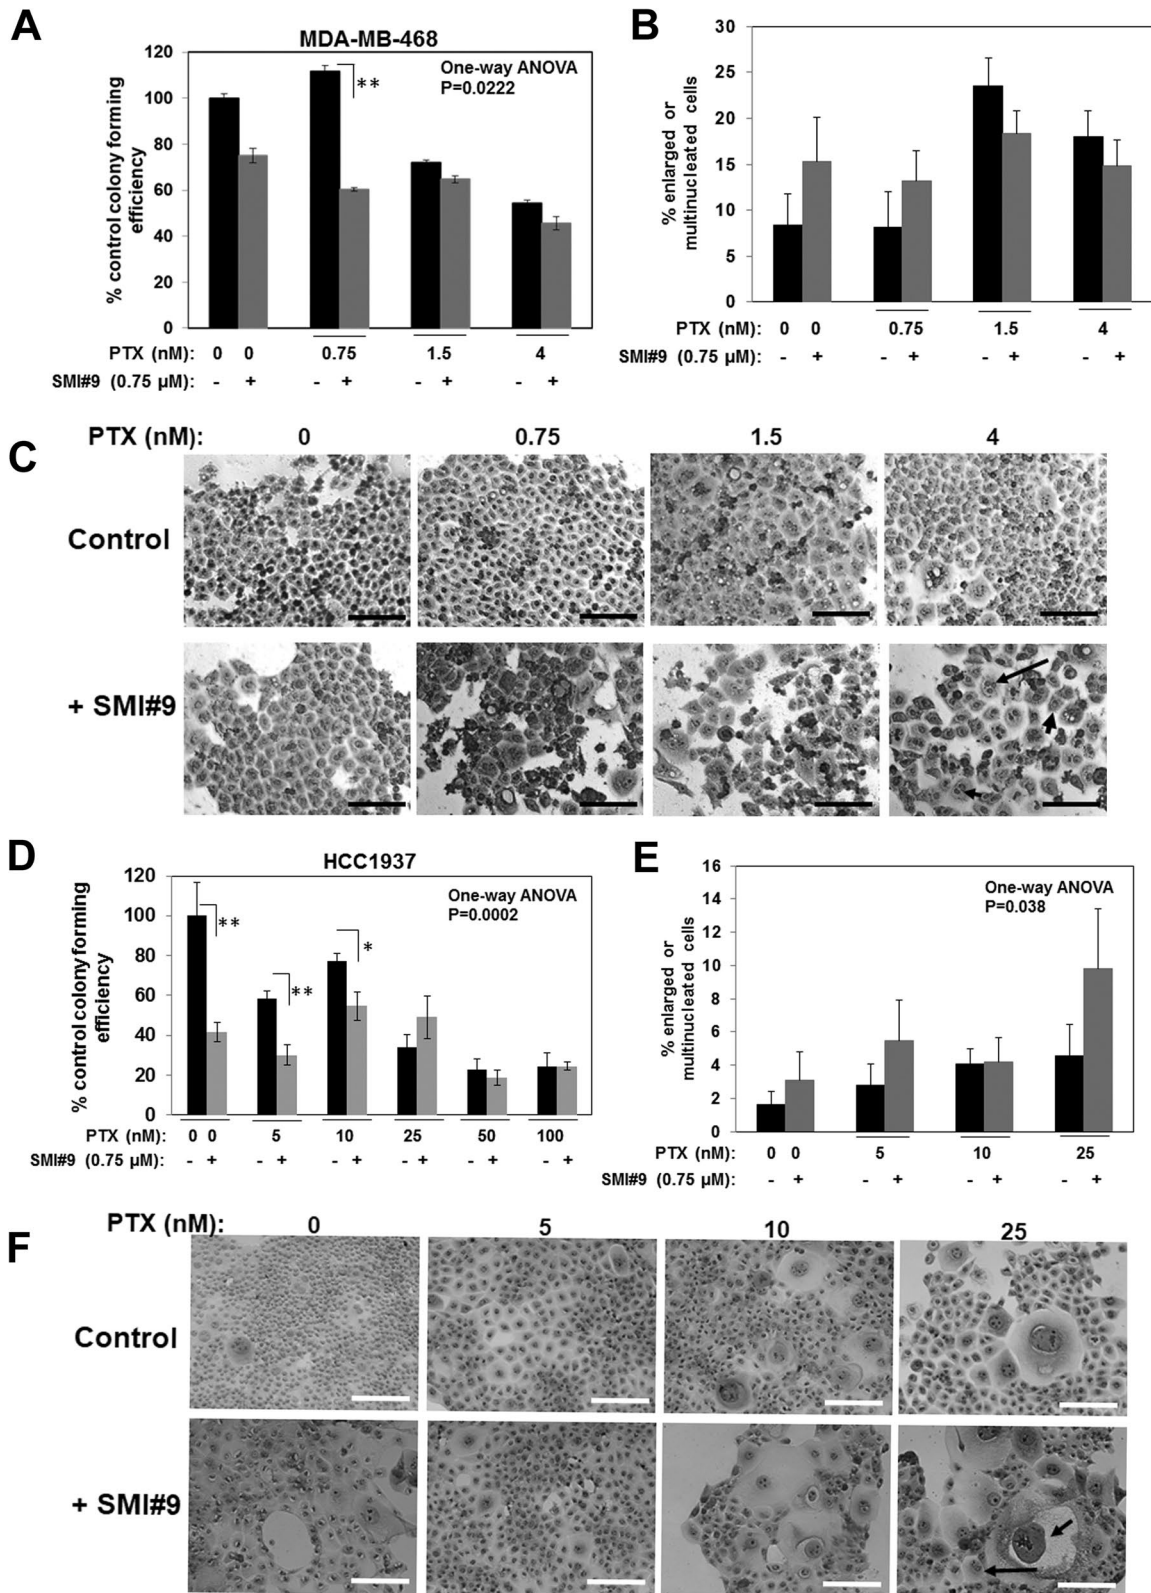 A
MDA-MB-468
% control colony forming
efficiency
120
100
80
60
40
20
0
One-way ANOVA
P=0.0222
**
PTX (nM): 0 0 0.75 1.5 4
SMI#9 (0.75 µM): - + - + - + - +
B
% enlarged or
multinucleated cells
30
25
20
15
10
5
0
PTX (nM): 0 0 0.75 1.5 4
SMI#9 (0.75 µM): - + - + - + - +
C
PTX (nM): 0 0.75 1.5 4
Control
+ SMI#9
D
HCC1937
% control colony forming
efficiency
120
100
80
60
40
20
0
One-way ANOVA
P=0.0002
**
**
*
PTX (nM): 0 0 5 10 25 50 100
SMI#9 (0.75 µM): - + - + - + - + - + - +
E
% enlarged or
multinucleated cells
16
14
12
10
8
6
4
2
0
One-way ANOVA
P=0.038
PTX (nM): 0 0 5 10 25
SMI#9 (0.75 µM): - + - + - + - +
F
PTX (nM): 0 5 10 25
Control
+ SMI#9